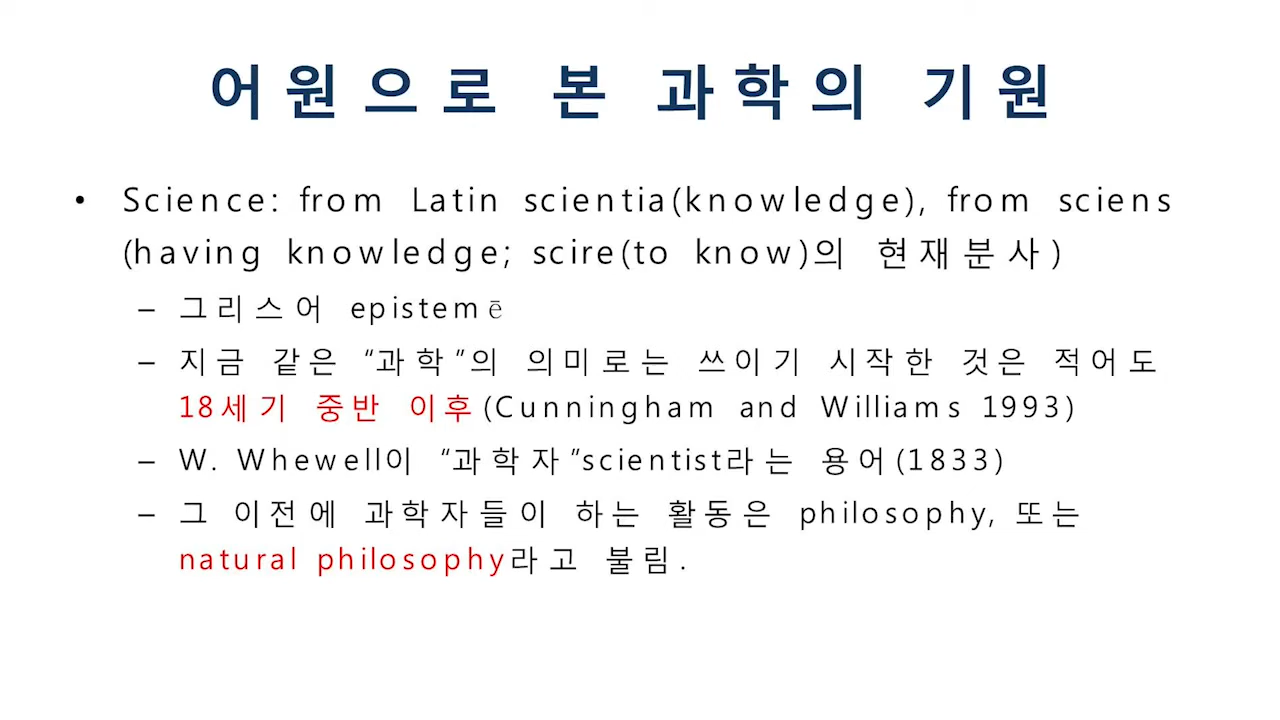 어원으로 본 과학의 기원
• Science: from Latin scientia(knowledge), from sciens
(having knowledge; scire(to know)의 현재분사)
– 그리스어 epistemē
– 지금 같은 “과학”의 의미로는 쓰이기 시작한 것은 적어도
18세기 중반 이후(Cunningham and Williams 1993)
– W. Whewell이 “과학자”scientist라는 용어(1833)
– 그 이전에 과학자들이 하는 활동은 philosophy, 또는
natural philosophy라고 불림.